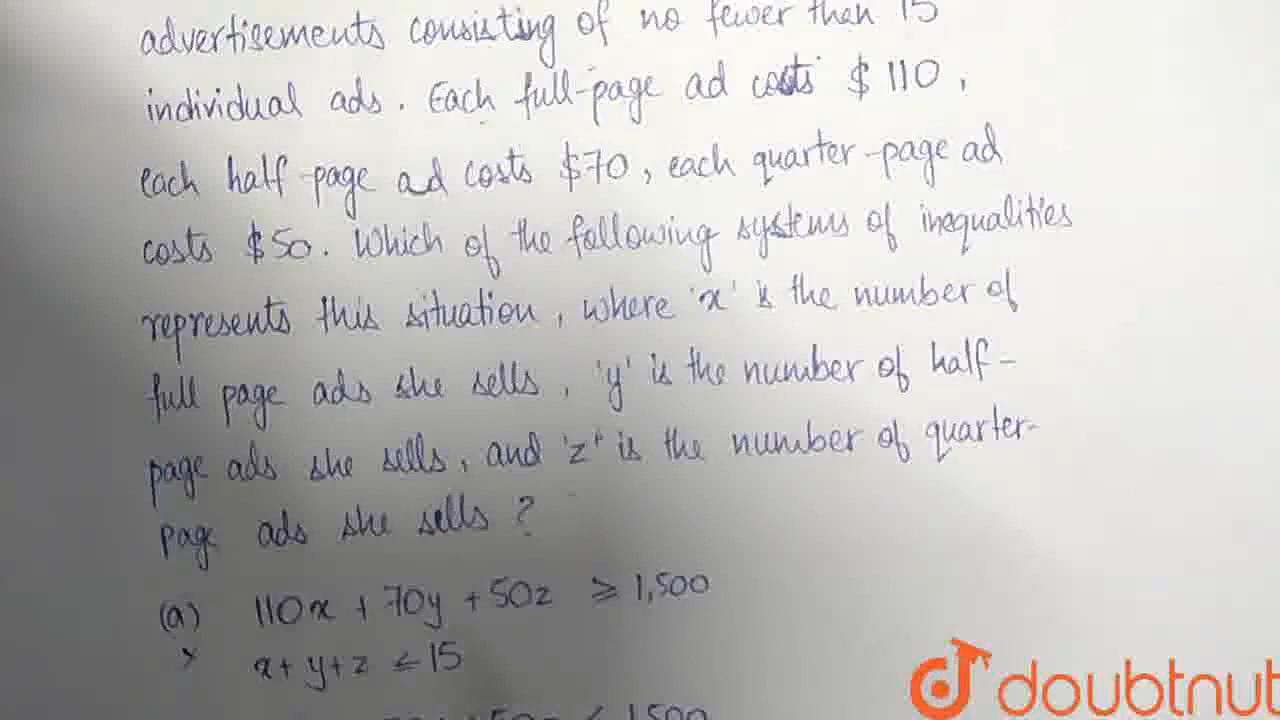 advertisements consisting of no fewer than 15
individual ads. Each full-page ad costs $110,
each half-page ad costs $70, each quarter-page ad
costs $50. Which of the following systems of inequalities
represents this situation, where 'x' is the number of
full page ads she sells, 'y' is the number of half-
page ads she sells, and 'z' is the number of quarter-
page ads she sells?
(a) 110x + 70y + 50z ≥ 1,500
x + y + z ≤ 15
+ 50z ≤ 1,500
doubtnut